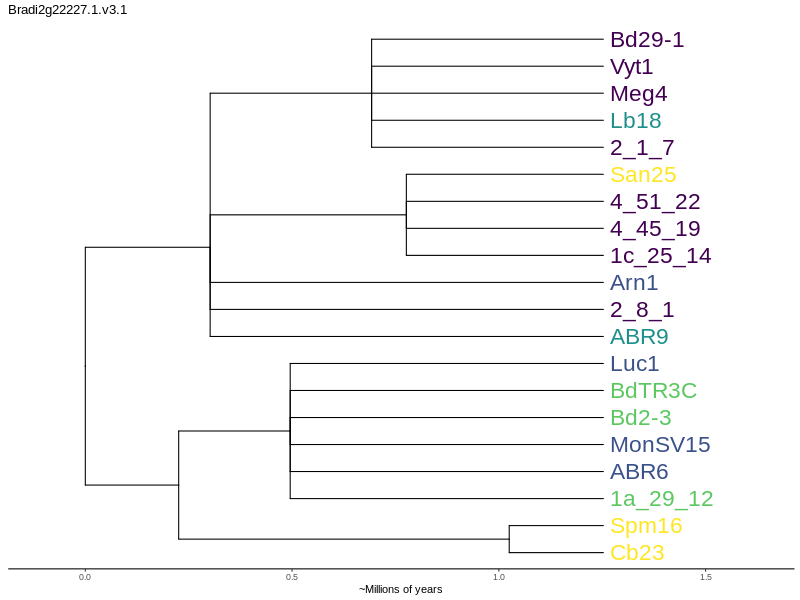 Bradi2g22227.1.v3.1
Bd29-1
Vyt1
Meg4
Lb18
2_1_7
San25
4_51_22
4_45_19
1c_25_14
Arn1
2_8_1
ABR9
Luc1
BdTR3C
Bd2-3
MonSV15
ABR6
1a_29_12
Spm16
Cb23
0.0 0.5 1.0 1.5
~Millions of years